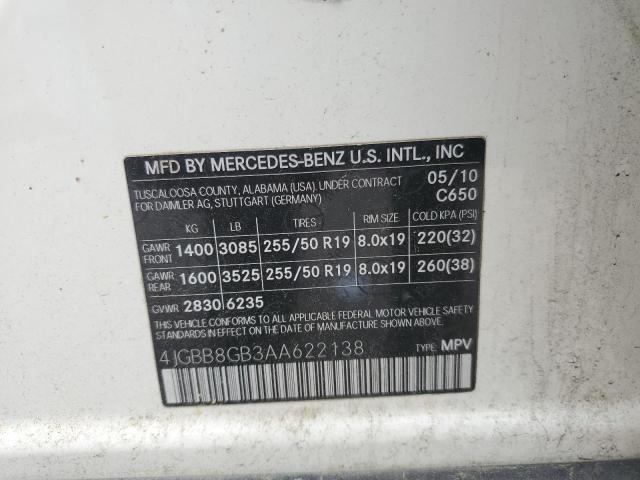 MFD BY MERCEDES-BENZ U.S. INTL., INC
TUSCALOOSA COUNTY, ALABAMA (USA). UNDER CONTRACT 05/10
FOR DAIMLER AG, STUTTGART (GERMANY) C650
KG LB TIRES RIM SIZE COLD KPA (PSI)
GAWR FRONT 1400 3085 255/50 R19 8.0x19 220(32)
GAWR REAR 1600 3525 255/50 R19 8.0x19 260(38)
GVWR 2830 6235
THIS VEHICLE CONFORMS TO ALL APPLICABLE FEDERAL MOTOR VEHICLE SAFETY
STANDARDS IN EFFECT ON THE DATE OF MANUFACTURE SHOWN ABOVE.
4JGBB8GB3AA622138 TYPE: MPV